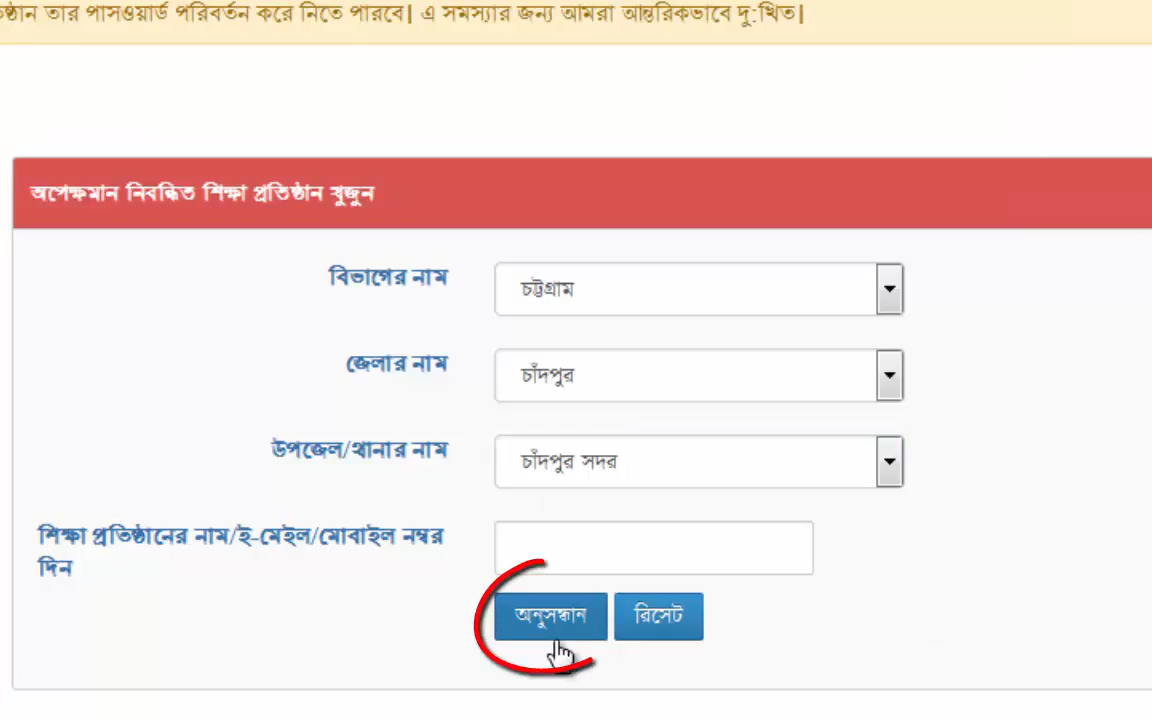 তার পাসওয়ার্ড পরিবর্তন করে নিতে পারবে| এ সমস্যার জন্য আমরা আন্তরিকভাবে দু:খিত|
অপেক্ষমান নিবন্ধিত শিক্ষা প্রতিষ্ঠান খুজুন
বিভাগের নাম
চট্টগ্রাম
জেলার নাম
চাঁদপুর
উপজেল/থানার নাম
চাঁদপুর সদর
শিক্ষা প্রতিষ্ঠানের নাম/ই-মেইল/মোবাইল নম্বর
দিন
অনুসন্ধান রিসেট